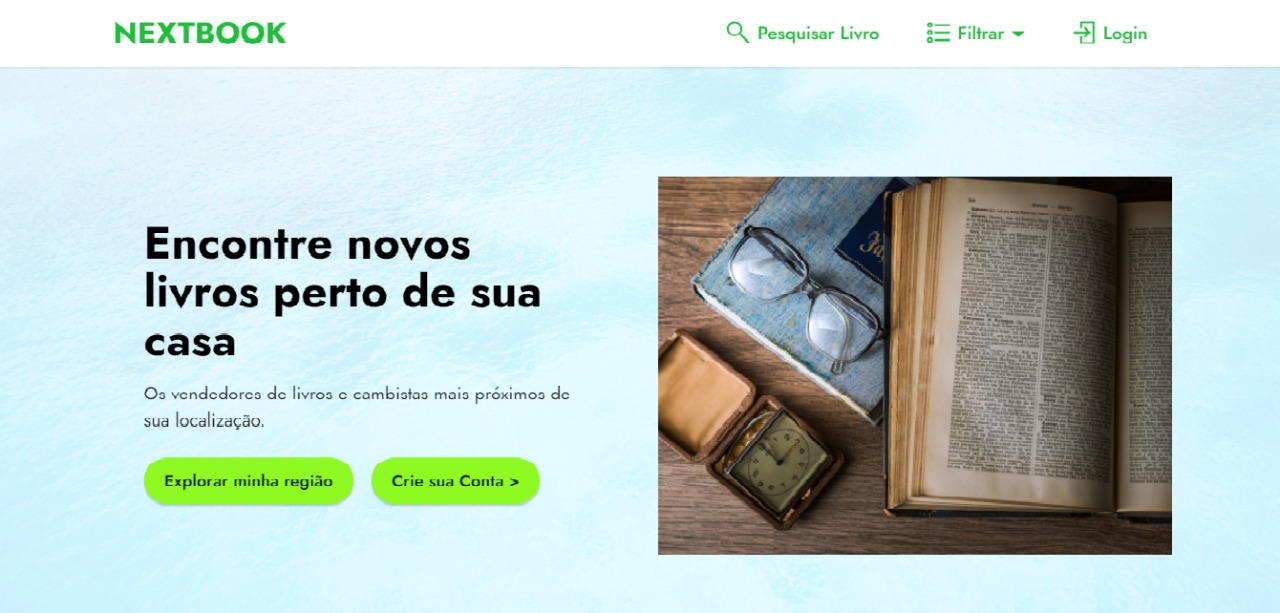 NEXTBOOK
Pesquisar Livro
Filtrar
Login
Encontre novos
livros perto de sua
casa
Os vendedores de livros e cambistas mais próximos de
sua localização.
Explorar minha região
Crie sua Conta >